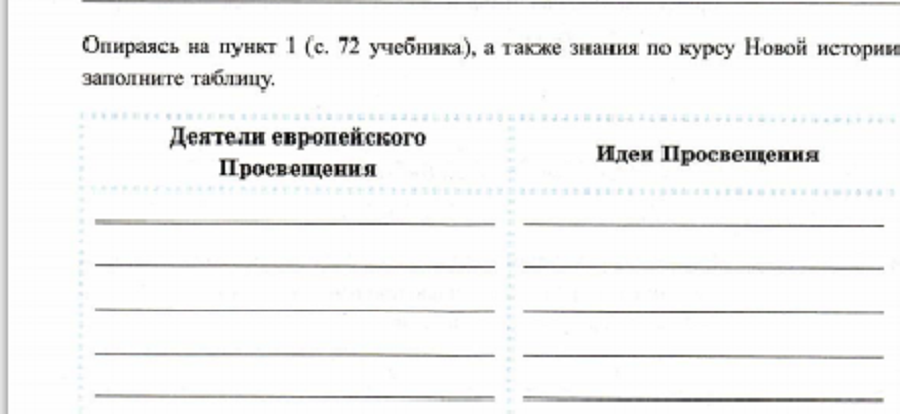 Опираясь на пункт 1 (с. 72 учебника), а также знания по курсу Новой истории
заполните таблицу.
Деятели европейского
Просвещения
Идеи Просвещения